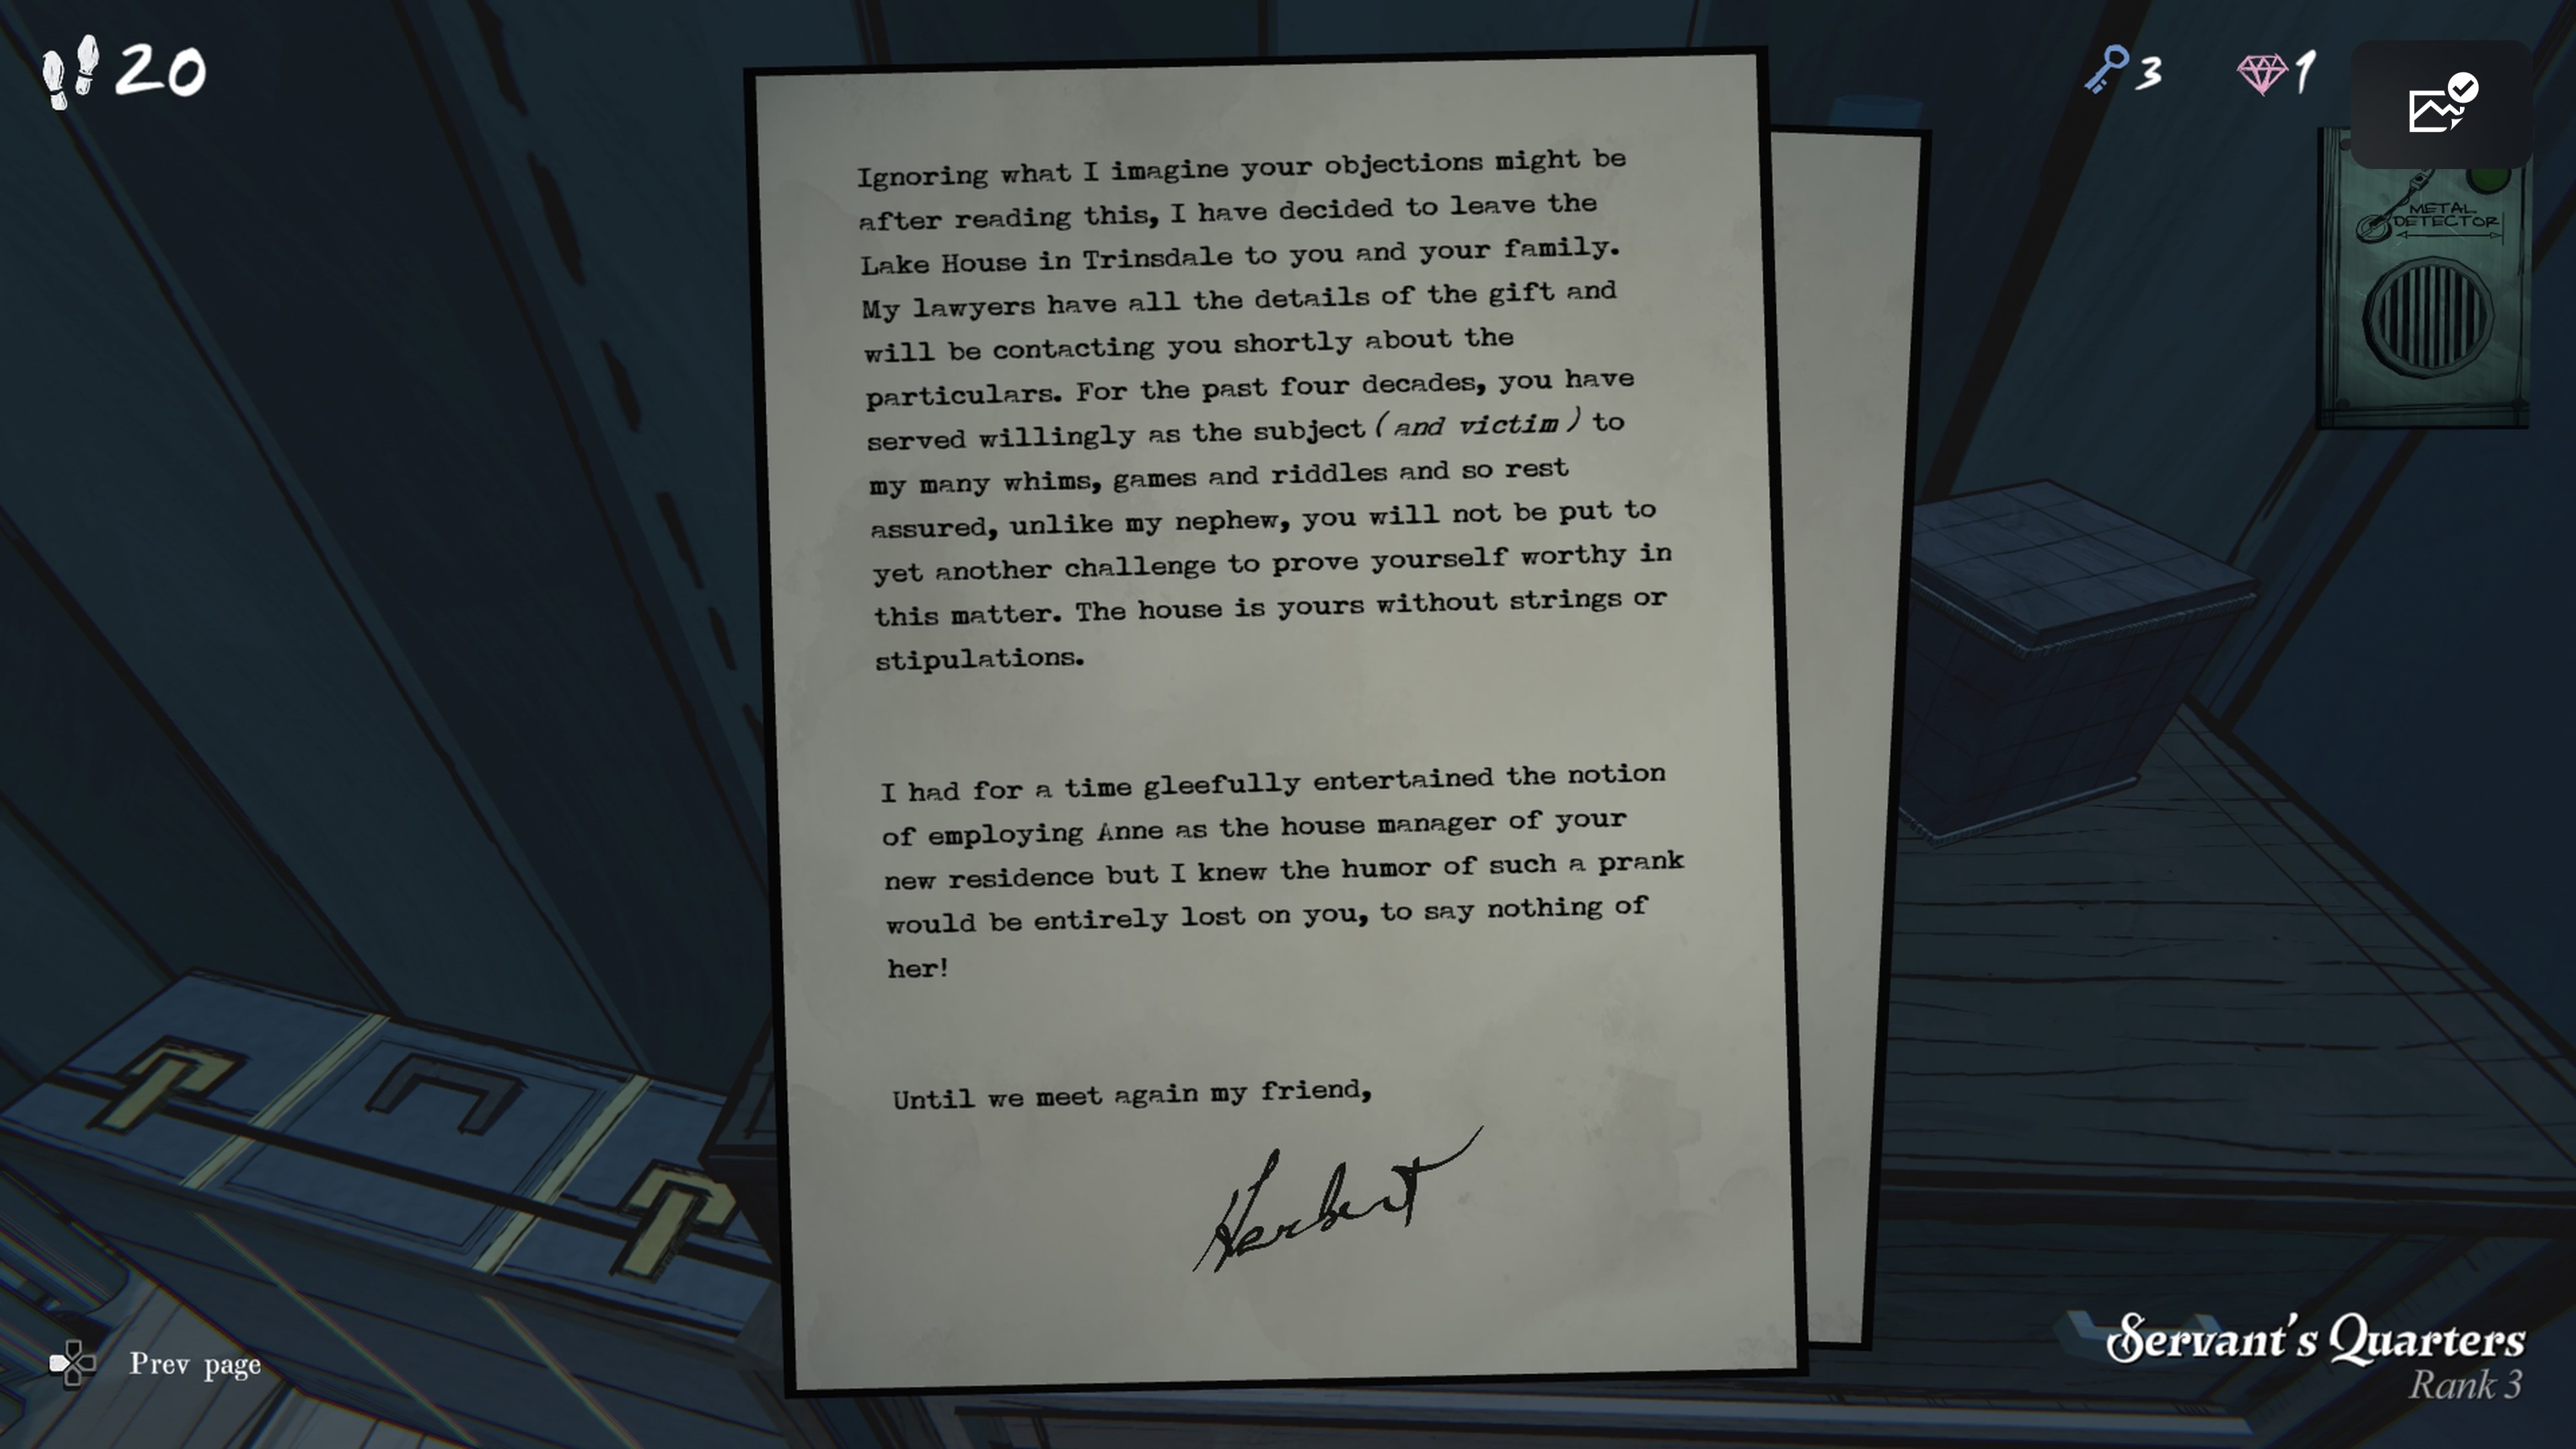 20
3
1
METAL
DETECTOR
Ignoring what I imagine your objections might be
after reading this, I have decided to leave the
Lake House in Trinsdale to you and your family.
My lawyers have all the details of the gift and
will be contacting you shortly about the
particulars. For the past four decades, you have
served willingly as the subject (and victim) to
my many whims, games and riddles and so rest
assured, unlike my nephew, you will not be put to
yet another challenge to prove yourself worthy in
this matter. The house is yours without strings or
stipulations.
I had for a time gleefully entertained the notion
of employing Anne as the house manager of your
new residence but I knew the humor of such a prank
would be entirely lost on you, to say nothing of
her!
Until we meet again my friend,
Herbert
Prev page
Servant's Quarters
Rank 3